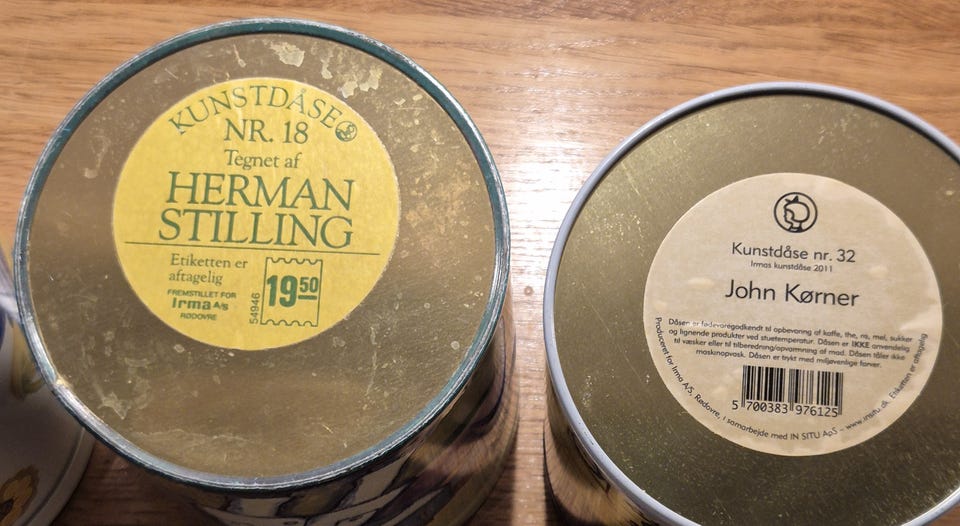 KUNSTDÅSE
NR. 18
Tegnet af
HERMAN
STILLING
Etiketten er
aftagelig
FREMSTILLET FOR
Irma A/S
RØDOVRE
54946
19.50
Kunstdåse nr. 32
Irmas kunstdåse 2011
John Kørner
Dåsen er fødevaregodkendt til opbevaring af kaffe, the, ris, mel, sukker
og lignende produkter ved stuetemperatur. Dåsen er IKKE anvendelig
til væsker eller til tilberedning/opvarmning af mad. Dåsen tåler ikke
maskinopvask. Dåsen er trykt med miljøvenlige farver.
5 700383 976125
Produceret for Irma A/S, Rødovre, i samarbejde med IN SITU ApS – www.insitu.dk Etiketten er aftagelig